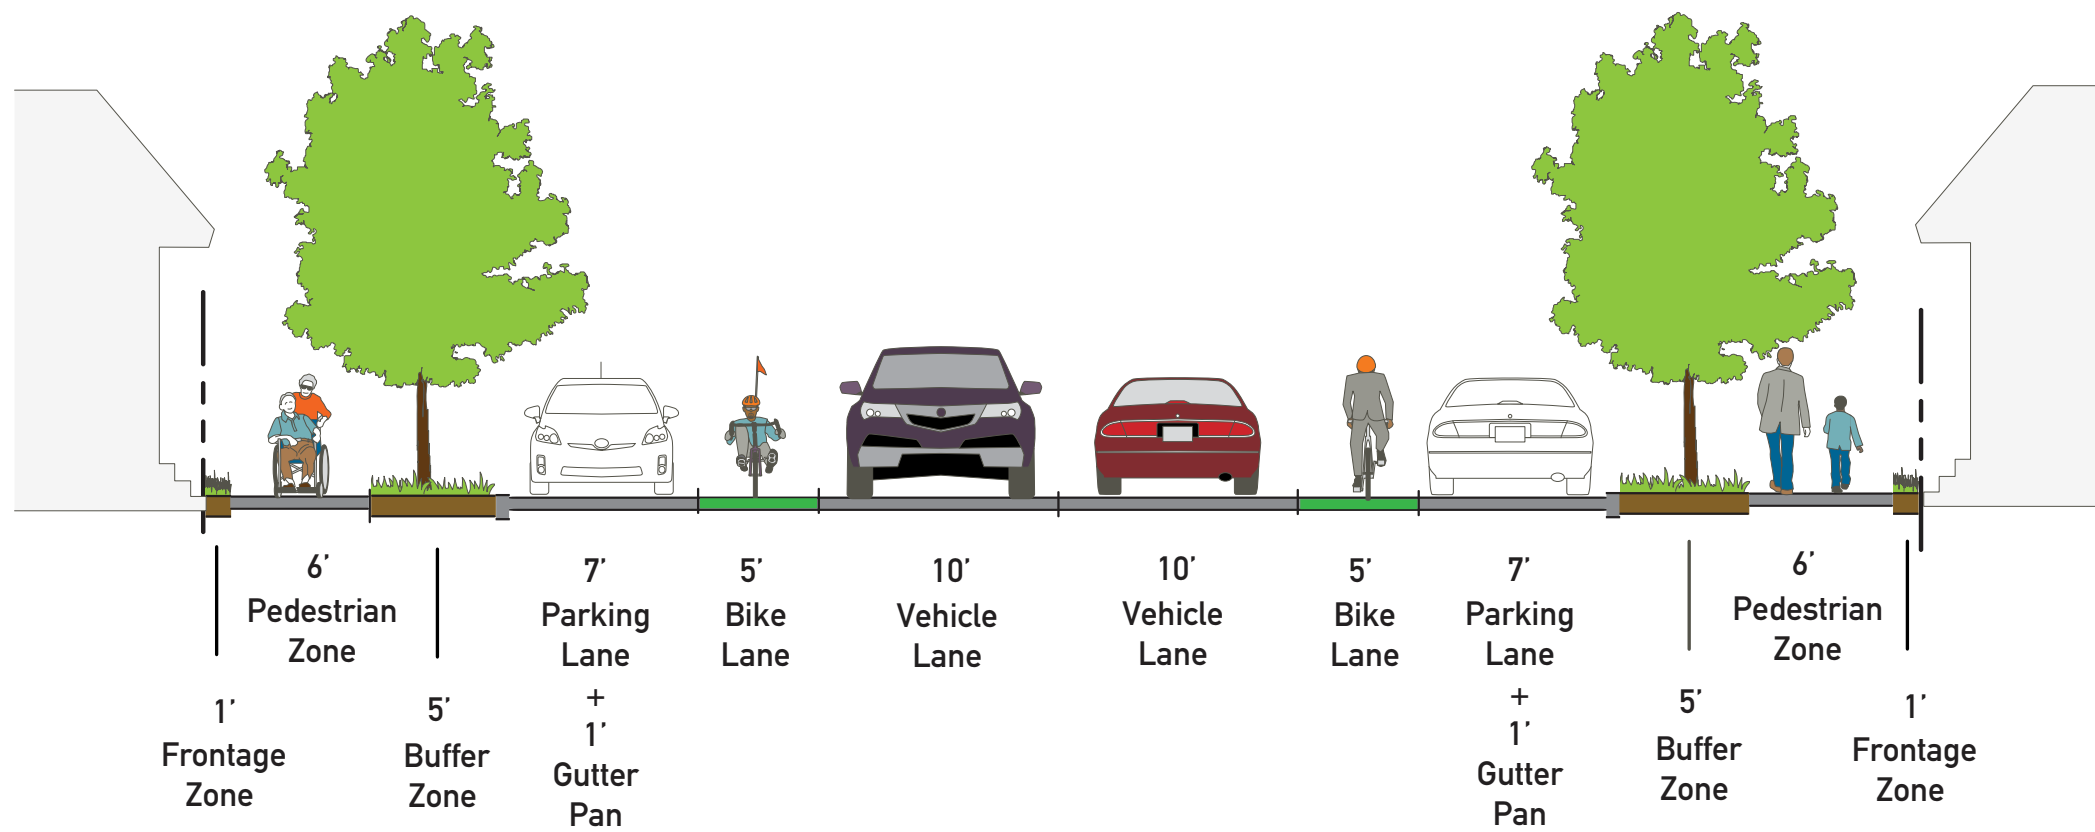 6’
Pedestrian
Zone
7’
Parking
Lane
+
1’
Gutter
Pan
5’
Bike
Lane
10’
Vehicle
Lane
10’
Vehicle
Lane
5’
Bike
Lane
7’
Parking
Lane
+
1’
Gutter
Pan
6’
Pedestrian
Zone
1’
Frontage
Zone
5’
Buffer
Zone
5’
Buffer
Zone
1’
Frontage
Zone